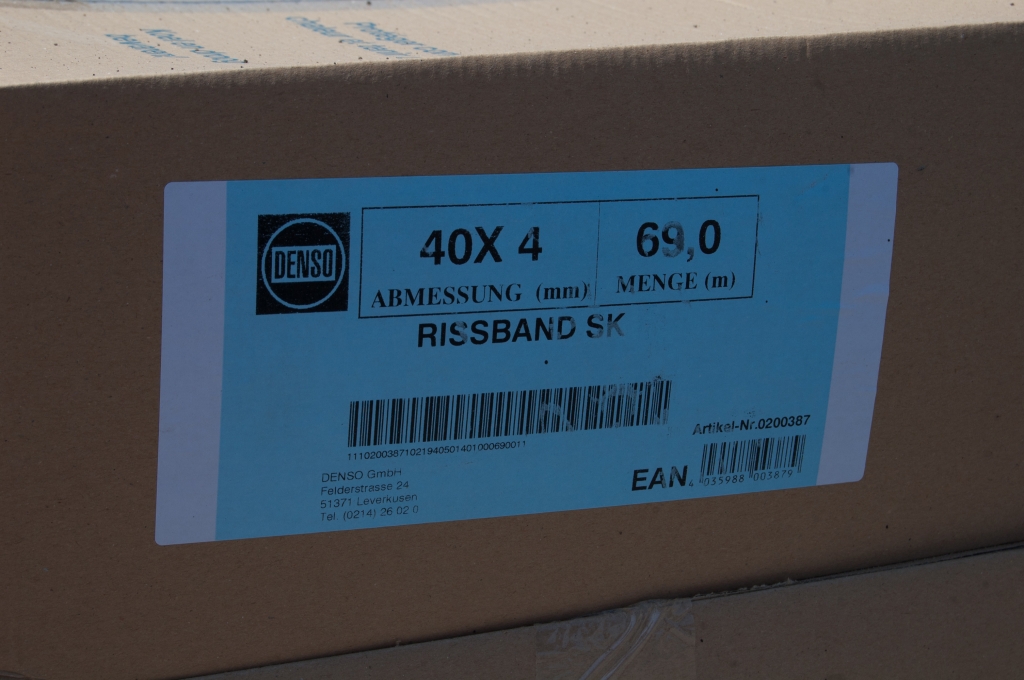 DENSO
40X 4
ABMESSUNG (mm)
69,0
MENGE (m)
RISSBAND SK
11102003871021940501401000690011
DENSO GmbH
Felderstrasse 24
51371 Leverkusen
Tel. (0214) 26 02 0
Artikel-Nr.0200387
EAN
4 035988 003879